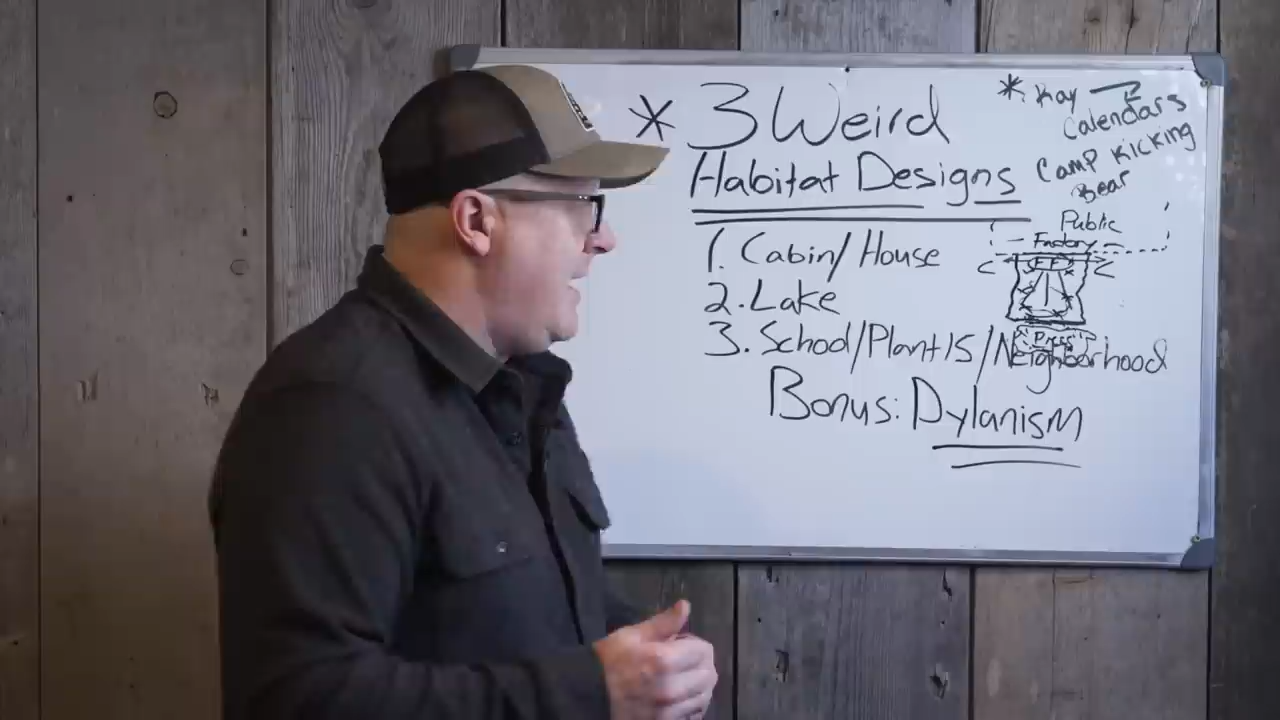 * 3 Weird
Habitat Designs
1. Cabin/House
2. Lake
3. School/Plant IS/Neighborhood
Bonus: Dylanism
* Kay
Calendars
Camp Kicking
Bear
Public
Factory